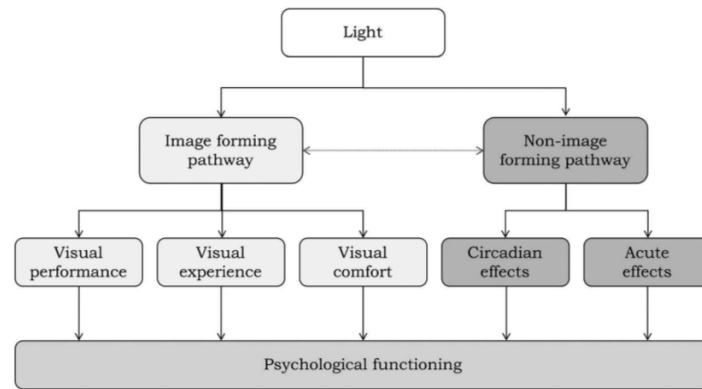 Light
Image forming
pathway
Non-image
forming pathway
Visual
performance
Visual
experience
Visual
comfort
Circadian
effects
Acute
effects
Psychological functioning